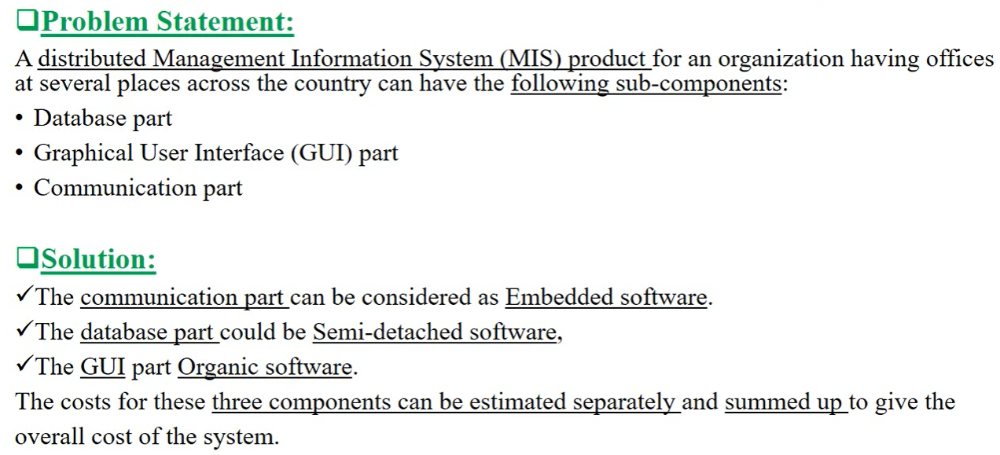 ❑Problem Statement:
A distributed Management Information System (MIS) product for an organization having offices
at several places across the country can have the following sub-components:
• Database part
• Graphical User Interface (GUI) part
• Communication part
❑Solution:
✓The communication part can be considered as Embedded software.
✓The database part could be Semi-detached software,
✓The GUI part Organic software.
The costs for these three components can be estimated separately and summed up to give the
overall cost of the system.